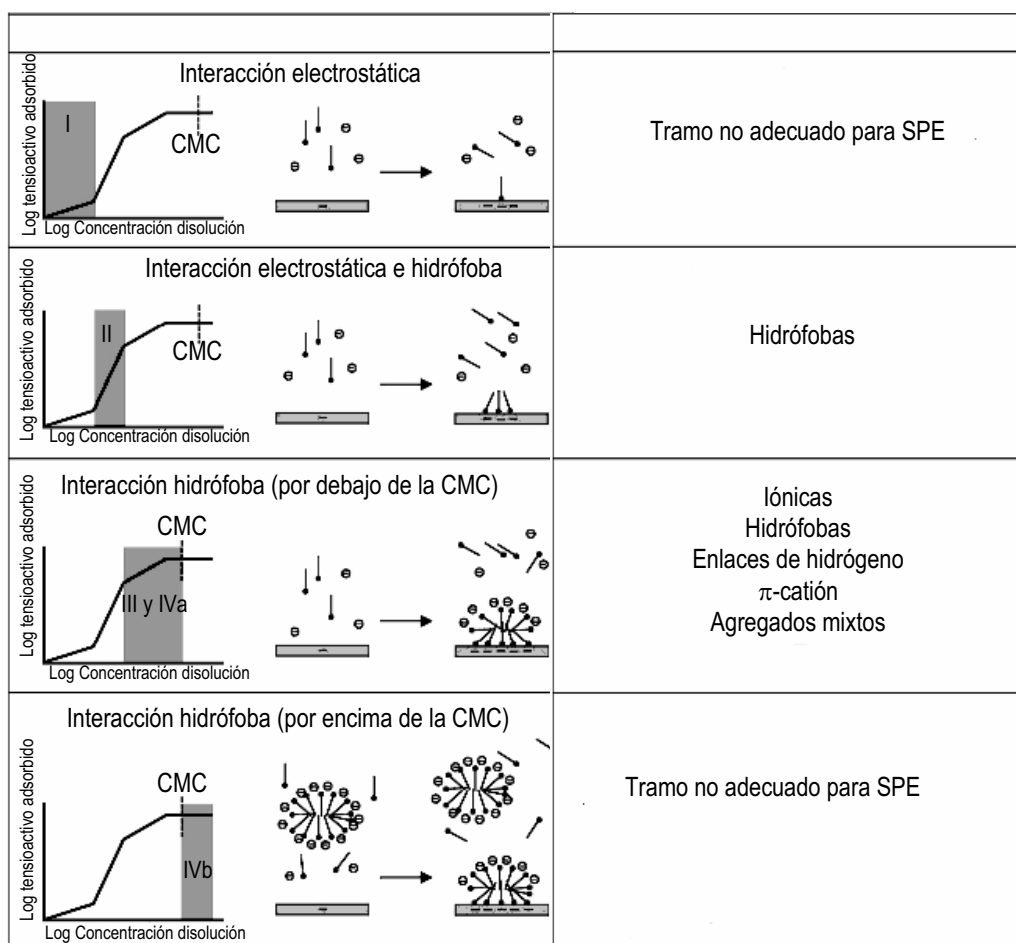 Interacción electrostática
Log tensioactivo adsorbido
I
CMC
Log Concentración disolución
Tramo no adecuado para SPE
Interacción electrostática e hidrófoba
Log tensioactivo adsorbido
II
CMC
Log Concentración disolución
Hidrófobas
Interacción hidrófoba (por debajo de la CMC)
Log tensioactivo adsorbido
CMC
III y IVa
Log Concentración disolución
Iónicas
Hidrófobas
Enlaces de hidrógeno
π-catión
Agregados mixtos
Interacción hidrófoba (por encima de la CMC)
Log tensioactivo adsorbido
CMC
IVb
Log Concentración disolución
Tramo no adecuado para SPE